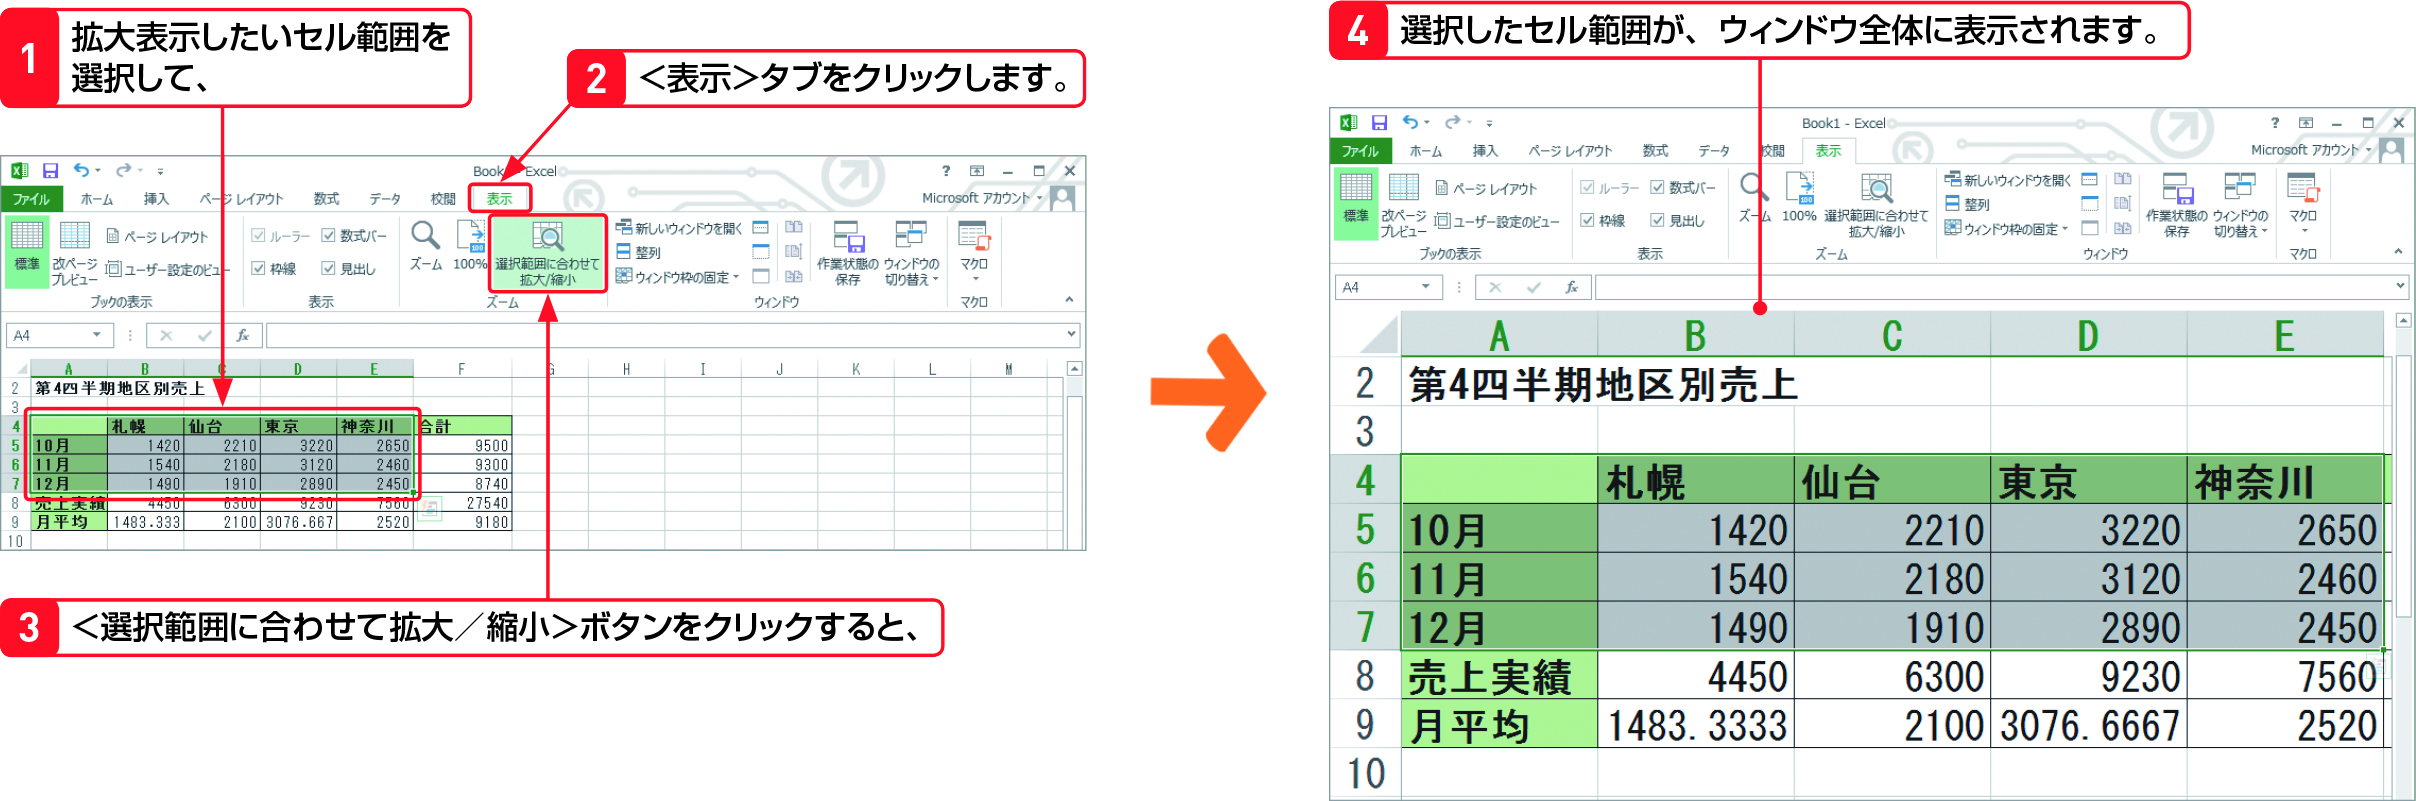 1 拡大表示したいセル範囲を
選択して、
2 ＜表示＞タブをクリックします。
Book1 - Excel
ファイル ホーム 挿入 ページ レイアウト 数式 データ 校閲 表示 Microsoft アカウント
標準 改ページ プレビュー ページ レイアウト ユーザー設定のビュー
ブックの表示
ルーラー 数式バー
枠線 見出し
表示
ズーム 100% 選択範囲に合わせて 拡大/縮小
ズーム
新しいウィンドウを開く
整列
ウィンドウ枠の固定
作業状態の 保存 ウィンドウの 切り替え
ウィンドウ
マクロ
マクロ
A4 fx
A B C D E F G H I J K L M
2 第4四半期地区別売上
3
4 札幌 仙台 東京 神奈川 合計
5 10月 1420 2210 3220 2650 9500
6 11月 1540 2180 3120 2460 9300
7 12月 1490 1910 2890 2450 8740
8 売上実績 4450 6300 9230 7560 27540
9 月平均 1483.333 2100 3076.667 2520 9180
10
3 ＜選択範囲に合わせて拡大／縮小＞ボタンをクリックすると、
4 選択したセル範囲が、ウィンドウ全体に表示されます。
Book1 - Excel
ファイル ホーム 挿入 ページ レイアウト 数式 データ 校閲 表示 Microsoft アカウント
標準 改ページ プレビュー ページ レイアウト ユーザー設定のビュー
ブックの表示
ルーラー 数式バー
枠線 見出し
表示
ズーム 100% 選択範囲に合わせて 拡大/縮小
ズーム
新しいウィンドウを開く
整列
ウィンドウ枠の固定
作業状態の 保存 ウィンドウの 切り替え
ウィンドウ
マクロ
マクロ
A4 fx
A B C D E
2 第4四半期地区別売上
3
4 札幌 仙台 東京 神奈川
5 10月 1420 2210 3220 2650
6 11月 1540 2180 3120 2460
7 12月 1490 1910 2890 2450
8 売上実績 4450 6300 9230 7560
9 月平均 1483.3333 2100 3076.6667 2520
10